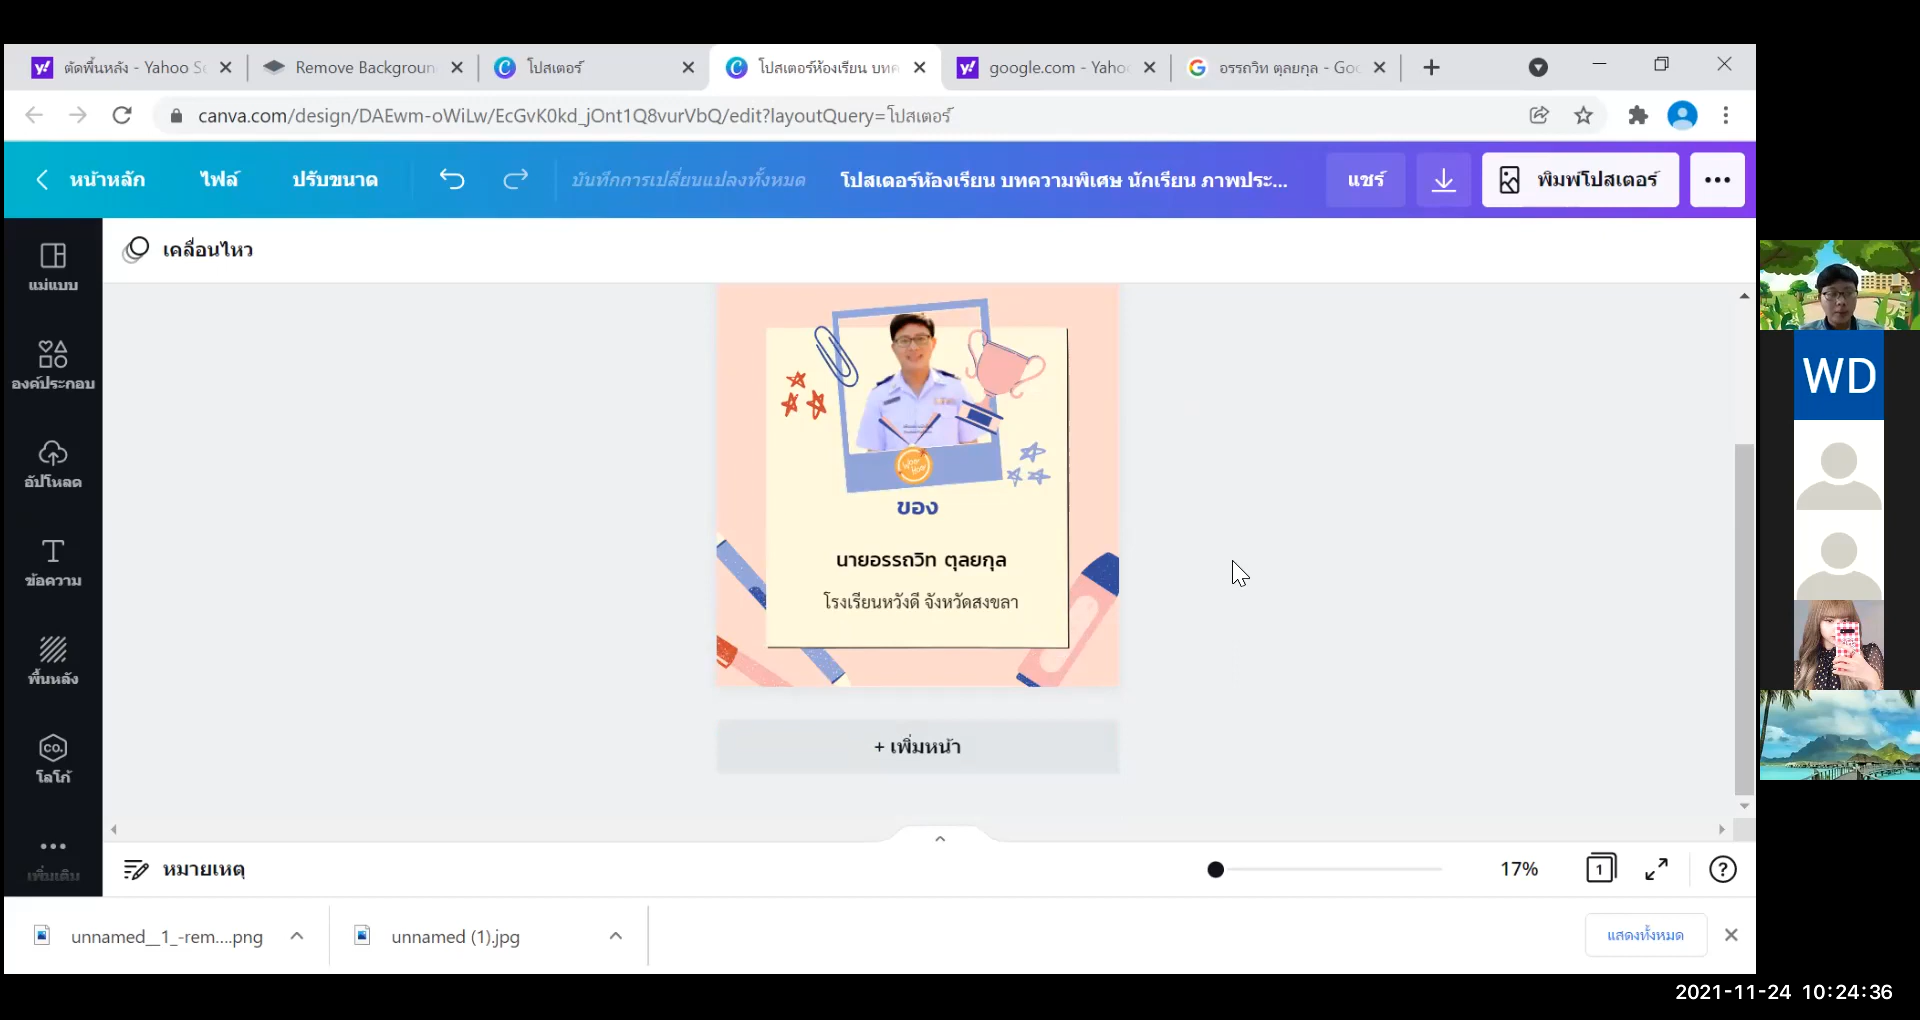 ตัดพื้นหลัง - Yahoo Se
Remove Backgroun
โปสเตอร์
โปสเตอร์ห้องเรียน บทค
google.com - Yaho
อรรถวิท ตุลยกุล - Goo
canva.com/design/DAEwm-oWiLw/EcGvK0kd_jOnt1Q8vurVbQ/edit?layoutQuery=โปสเตอร์
หน้าหลัก
ไฟล์
ปรับขนาด
บันทึกการเปลี่ยนแปลงทั้งหมด
โปสเตอร์ห้องเรียน บทความพิเศษ นักเรียน ภาพประ...
แชร์
พิมพ์โปสเตอร์
แม่แบบ
เคลื่อนไหว
องค์ประกอบ
อัปโหลด
ข้อความ
พื้นหลัง
CO.
โลโก้
เพิ่มเติม
ของ
นายอรรถวิท ตุลยกุล
โรงเรียนหวังดี จังหวัดสงขลา
+ เพิ่มหน้า
WD
หมายเหตุ
17%
1
?
unnamed__1_-rem....png
unnamed (1).jpg
แสดงทั้งหมด
2021-11-24 10:24:36